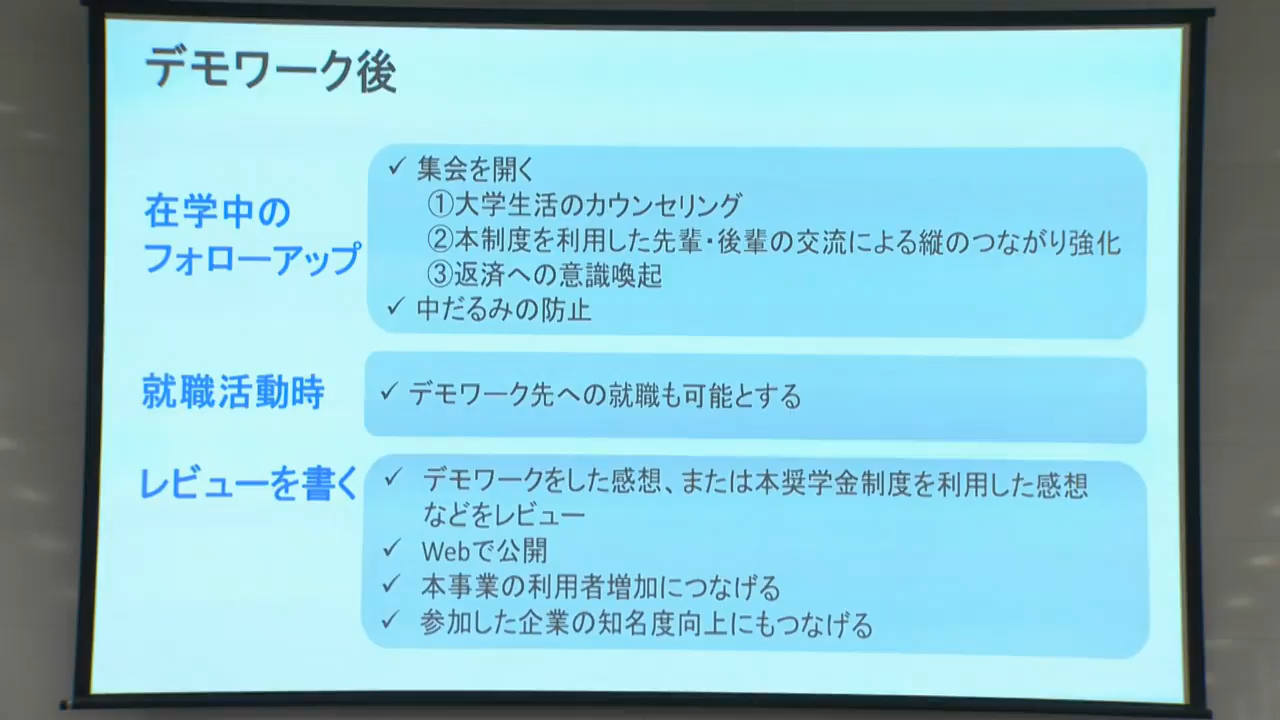 デモワーク後
在学中の
フォローアップ
✓ 集会を開く
①大学生活のカウンセリング
②本制度を利用した先輩・後輩の交流による縦のつながり強化
③返済への意識喚起
✓ 中だるみの防止
就職活動時
✓ デモワーク先への就職も可能とする
レビューを書く
✓ デモワークをした感想、または本奨学金制度を利用した感想
などをレビュー
✓ Webで公開
✓ 本事業の利用者増加につなげる
✓ 参加した企業の知名度向上にもつなげる